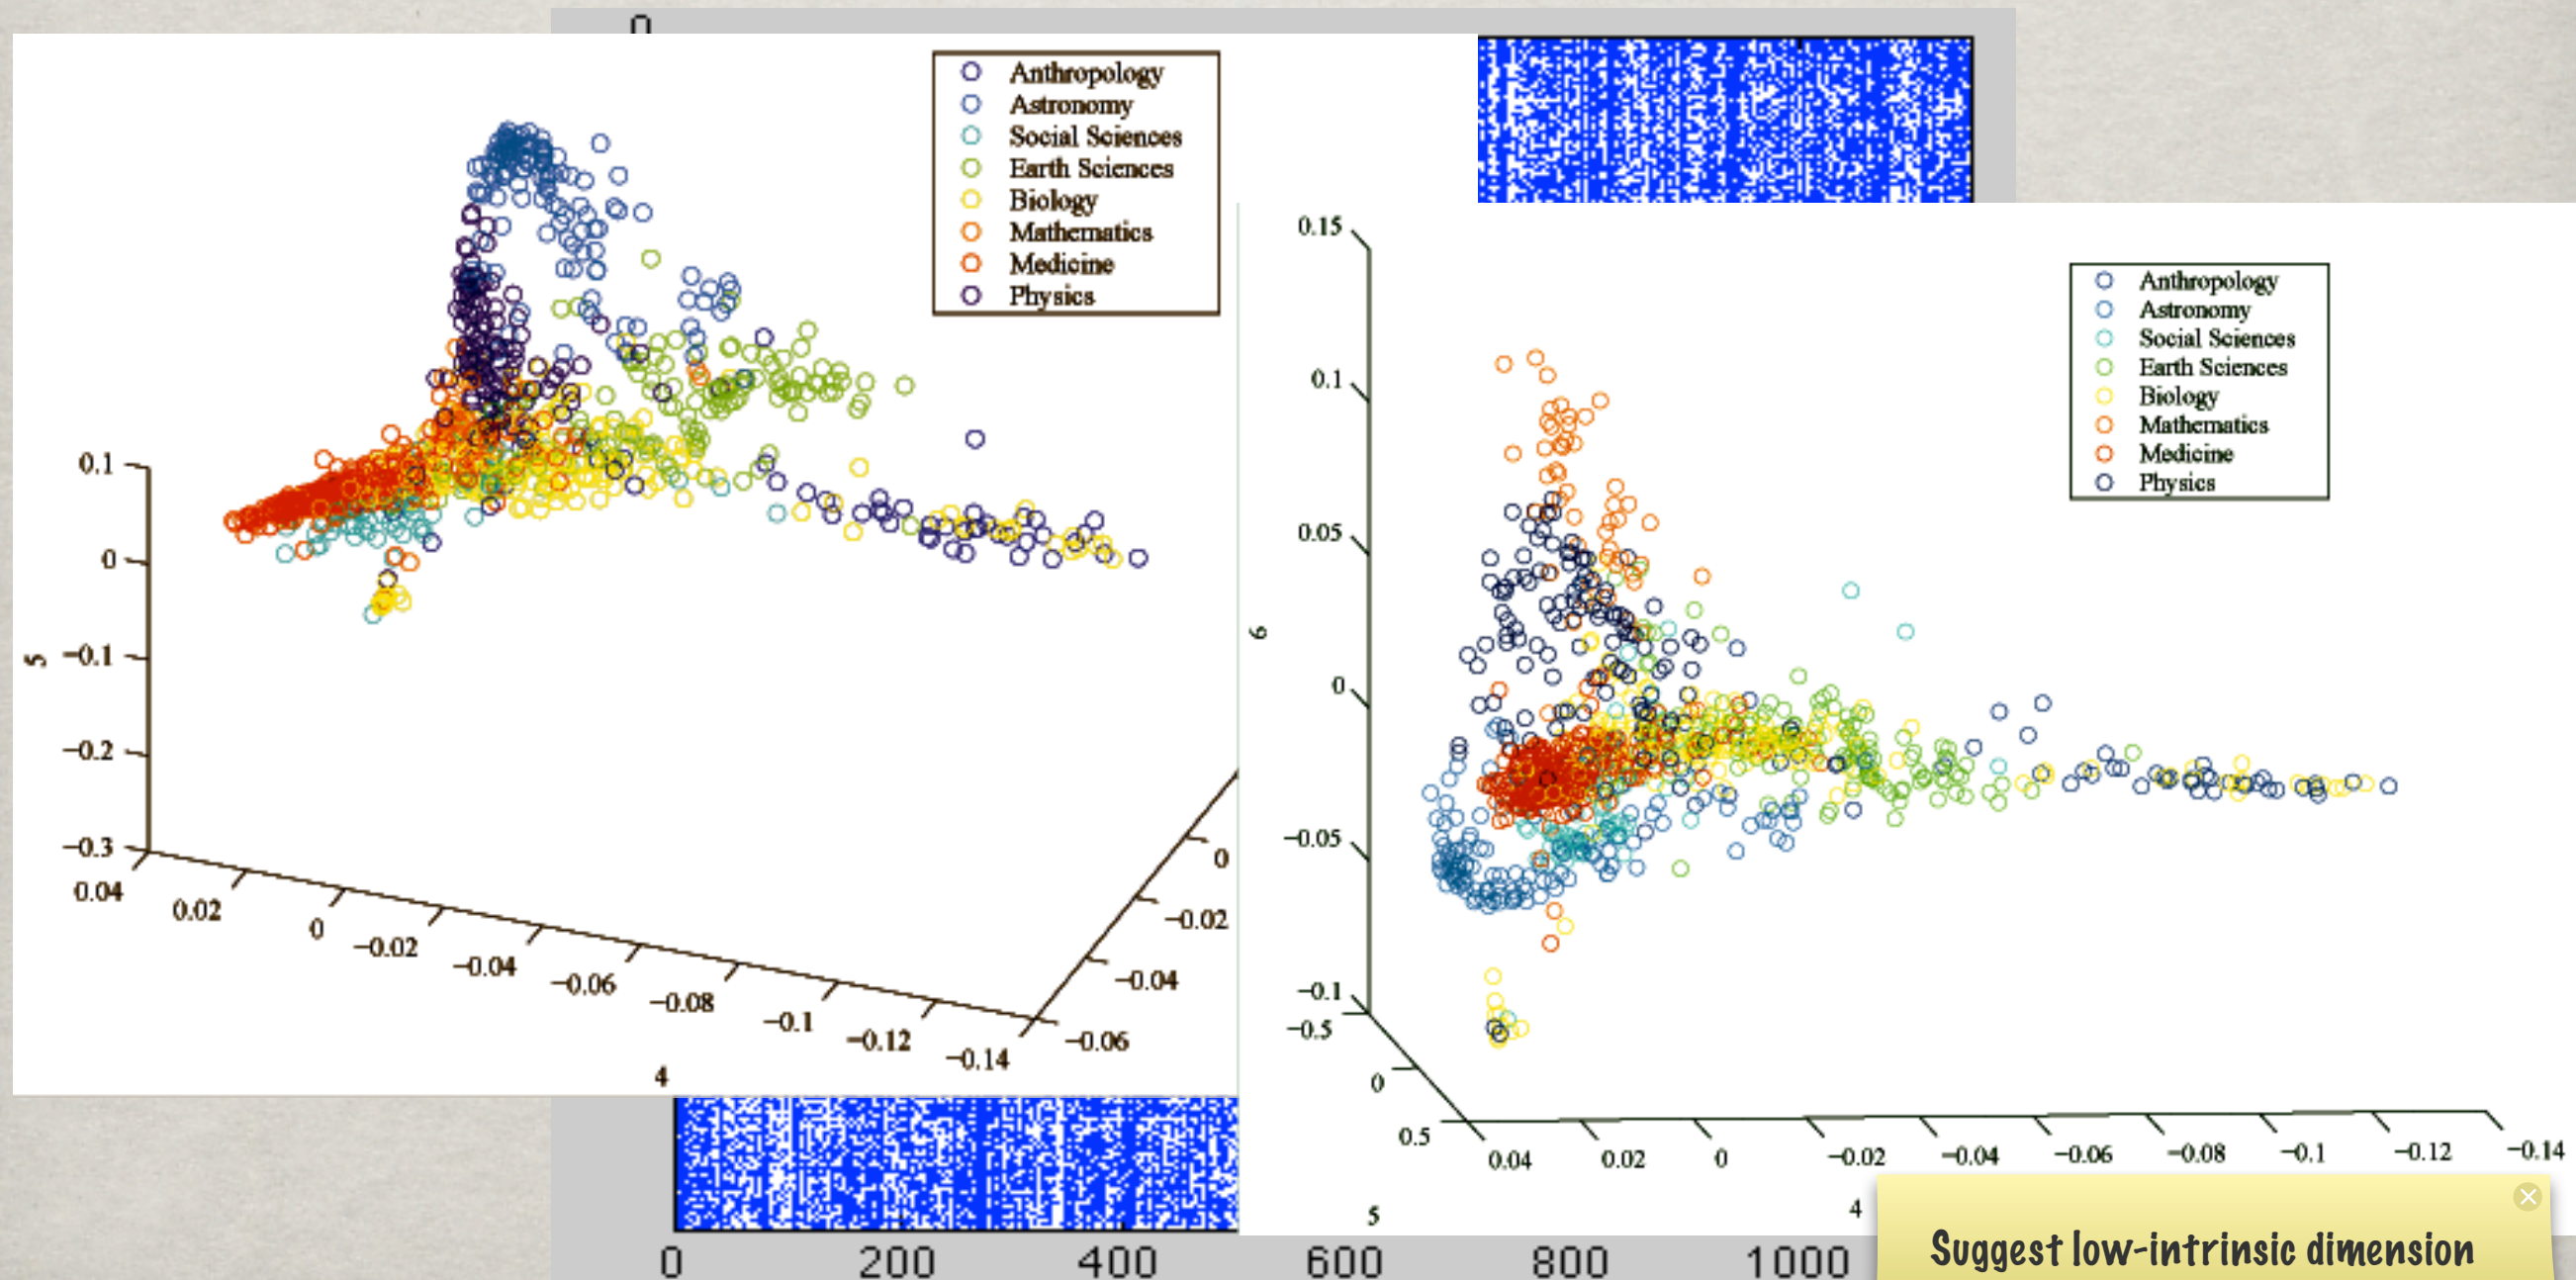 0
Anthropology
Astronomy
Social Sciences
Earth Sciences
Biology
Mathematics
Medicine
Physics
0.1
0
−0.1
−0.2
−0.3
5
0.04
0.02
0
−0.02
−0.04
−0.06
−0.08
−0.1
−0.12
−0.14
4
0
−0.02
−0.04
−0.06
0.15
0.1
0.05
0
−0.05
−0.1
6
Anthropology
Astronomy
Social Sciences
Earth Sciences
Biology
Mathematics
Medicine
Physics
−0.5
0
0.5
5
0.04
0.02
0
−0.02
−0.04
−0.06
−0.08
−0.1
−0.12
−0.14
4
0 200 400 600 800 1000
Suggest low-intrinsic dimension